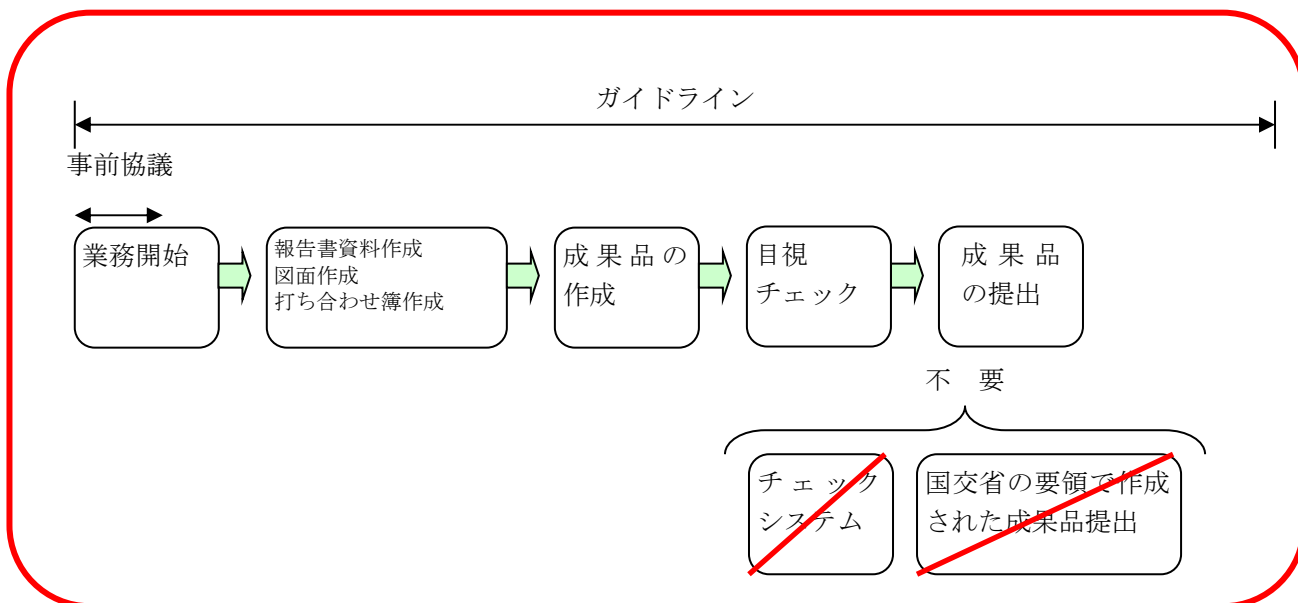 ガイドライン
事前協議
業務開始
報告書資料作成
図面作成
打ち合わせ簿作成
成果品の
作成
目視
チェック
成果品
の提出
不 要
チェック
システム
国交省の要領で作成
された成果品提出